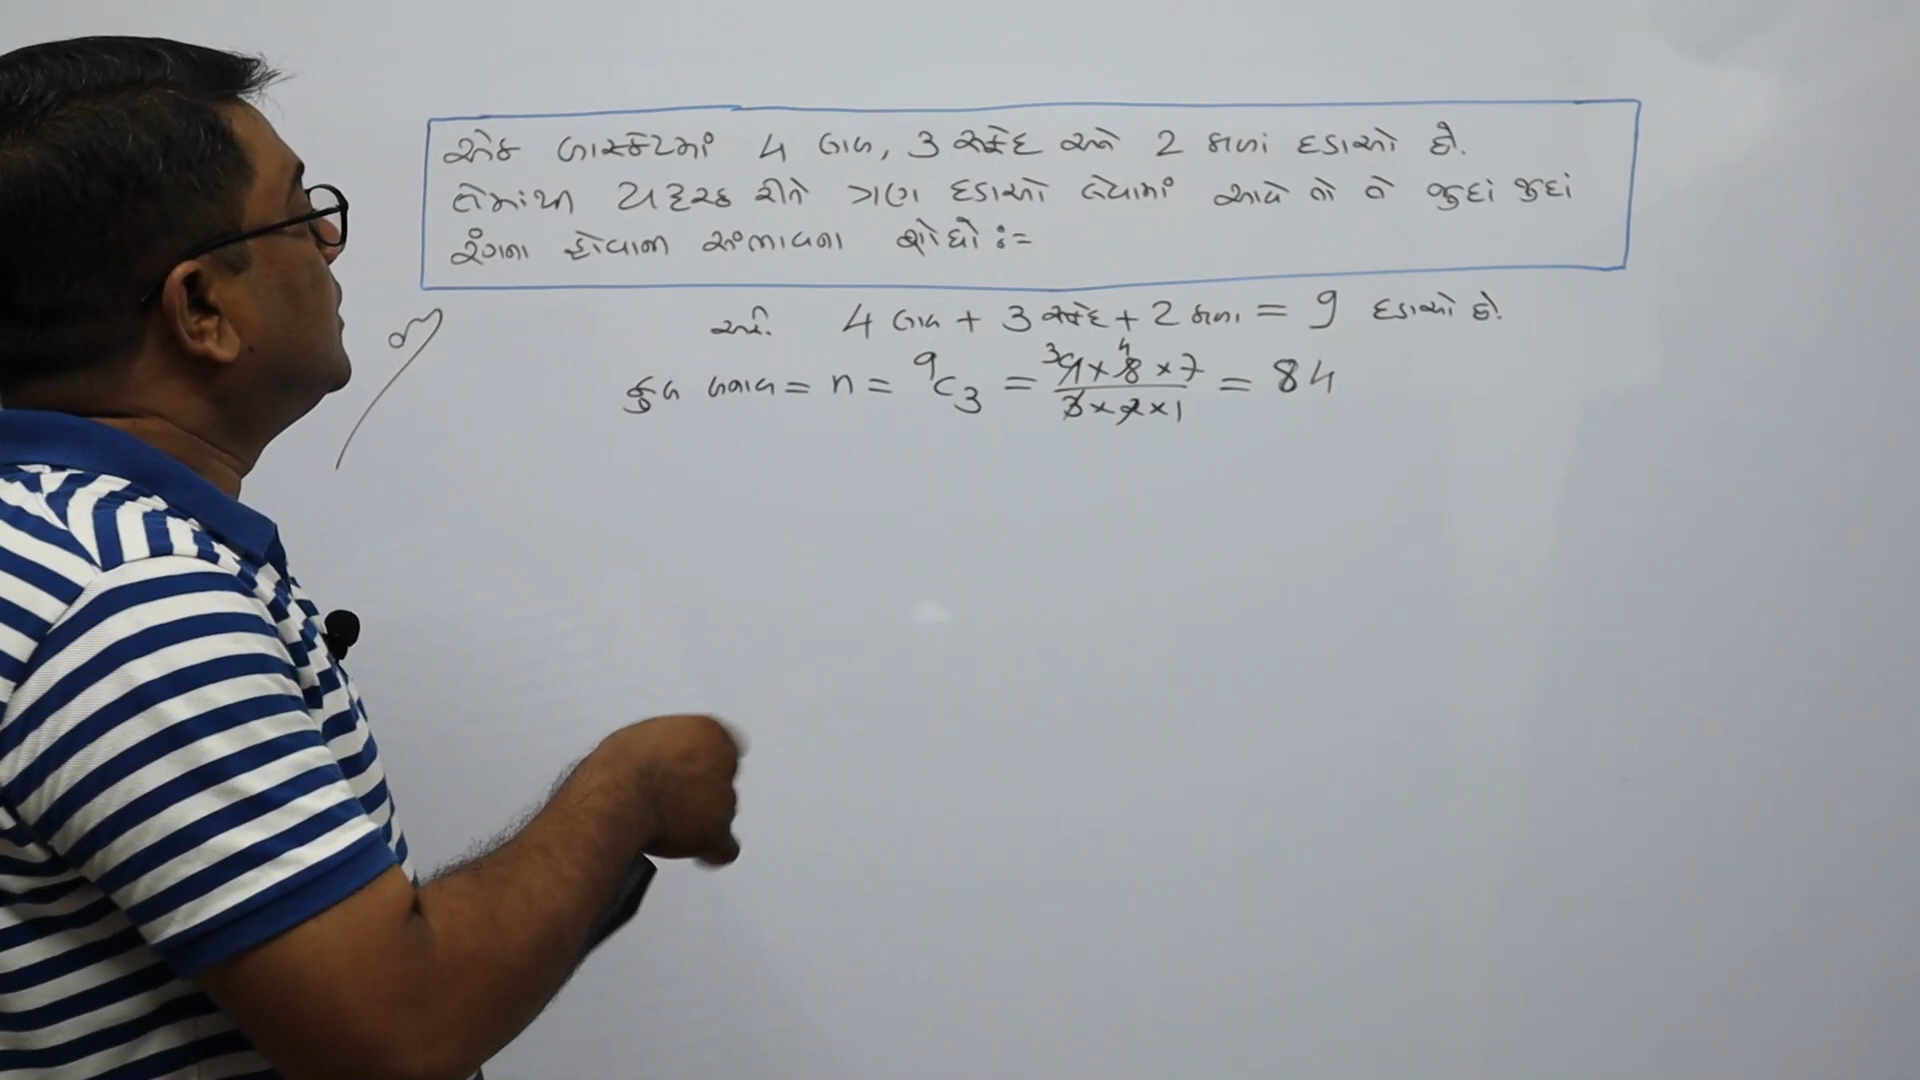 એક બાસ્કેટમાં 4 લાલ, 3 સફેદ અને 2 કાળાં દડાઓ છે.
તેમાંથી યાદૃચ્છ રીતે ત્રણ દડાઓ લેવામાં આવે તો તે જુદાં જુદાં
રંગના હોવાની સંભાવના શોધો :-
અહીં 4 લાલ + 3 સફેદ + 2 કાળા = 9 દડાઓ છે.
કુલ બનાવ = n = ⁹C₃ = 9 × 8 × 7 / 3 × 2 × 1 = 84